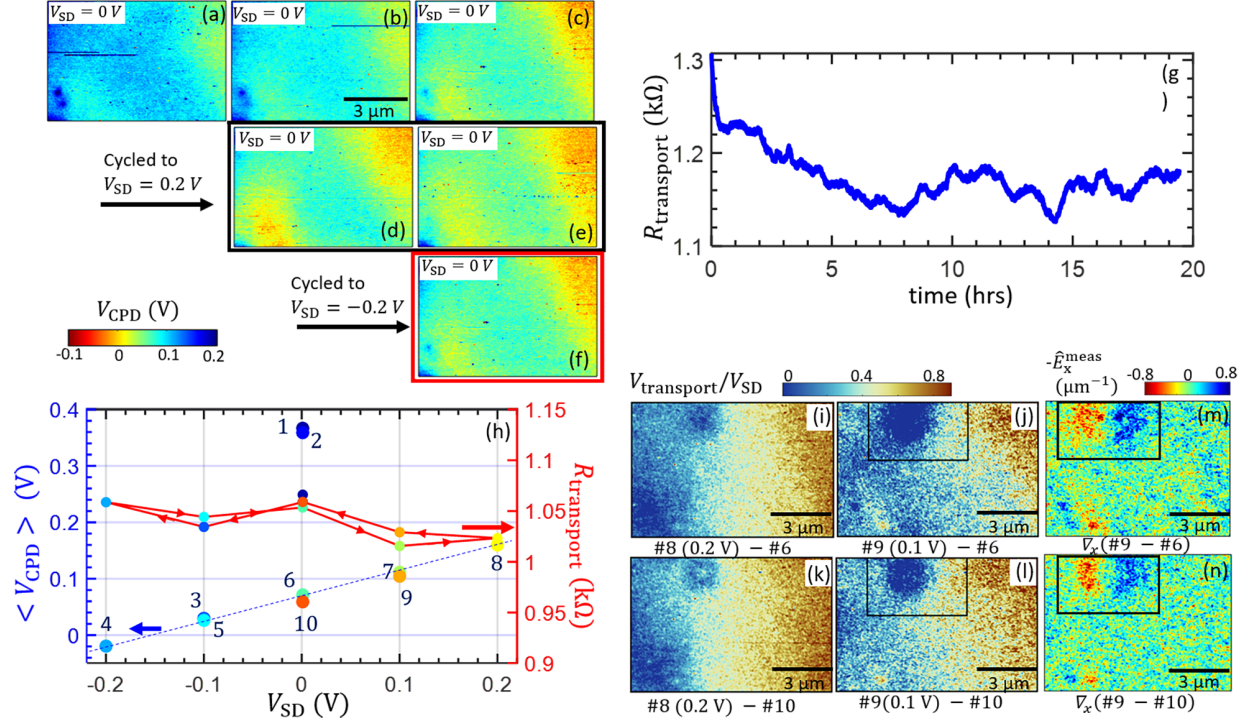 V_SD = 0 V (a)
V_SD = 0 V (b)
3 μm
V_SD = 0 V (c)
Cycled to
V_SD = 0.2 V
V_SD = 0 V (d)
V_SD = 0 V (e)
Cycled to
V_SD = −0.2 V
V_SD = 0 V (f)
V_CPD (V)
-0.1 0 0.1 0.2
(g
)
R_transport (kΩ)
1.3
1.2
1.1
0 5 10 15 20
time (hrs)
(h)
< V_CPD > (V)
0.4
0.3
0.2
0.1
0
R_transport (kΩ)
1.15
1.1
1.05
1
0.95
0.9
1
2
3
4
5
6
7
8
9
10
-0.2 -0.1 0 0.1 0.2
V_SD (V)
V_transport/V_SD
0 0.4 0.8
-Ê_x^meas
(μm⁻¹)
-0.8 0 0.8
(i)
3 μm
#8 (0.2 V) − #6
(j)
3 μm
#9 (0.1 V) − #6
(m)
3 μm
∇_x(#9 − #6)
(k)
3 μm
#8 (0.2 V) − #10
(l)
3 μm
#9(0.1 V) − #10
(n)
3 μm
∇_x(#9 − #10)